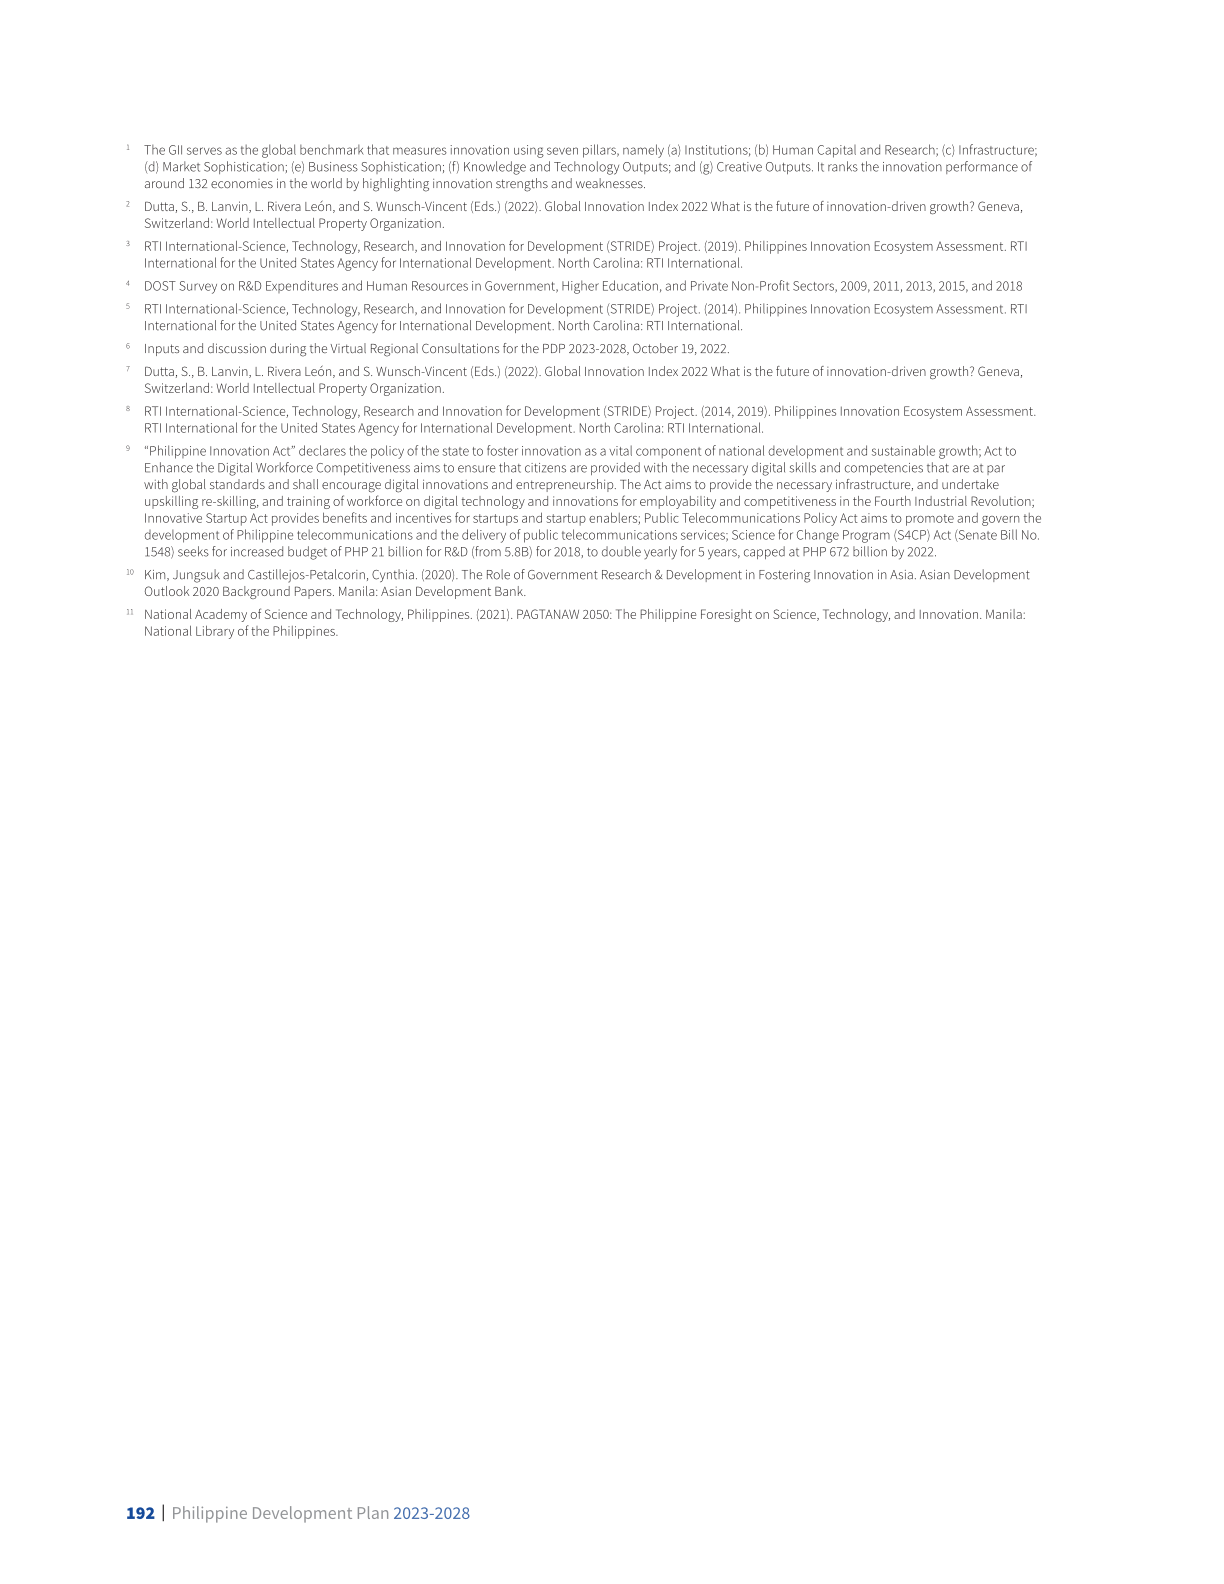 1 The GII serves as the global benchmark that measures innovation using seven pillars, namely (a) Institutions; (b) Human Capital and Research; (c) Infrastructure;
(d) Market Sophistication; (e) Business Sophistication; (f) Knowledge and Technology Outputs; and (g) Creative Outputs. It ranks the innovation performance of
around 132 economies in the world by highlighting innovation strengths and weaknesses.
2 Dutta, S., B. Lanvin, L. Rivera León, and S. Wunsch-Vincent (Eds.) (2022). Global Innovation Index 2022 What is the future of innovation-driven growth? Geneva,
Switzerland: World Intellectual Property Organization.
3 RTI International-Science, Technology, Research, and Innovation for Development (STRIDE) Project. (2019). Philippines Innovation Ecosystem Assessment. RTI
International for the United States Agency for International Development. North Carolina: RTI International.
4 DOST Survey on R&D Expenditures and Human Resources in Government, Higher Education, and Private Non-Profit Sectors, 2009, 2011, 2013, 2015, and 2018
5 RTI International-Science, Technology, Research, and Innovation for Development (STRIDE) Project. (2014). Philippines Innovation Ecosystem Assessment. RTI
International for the United States Agency for International Development. North Carolina: RTI International.
6 Inputs and discussion during the Virtual Regional Consultations for the PDP 2023-2028, October 19, 2022.
7 Dutta, S., B. Lanvin, L. Rivera León, and S. Wunsch-Vincent (Eds.) (2022). Global Innovation Index 2022 What is the future of innovation-driven growth? Geneva,
Switzerland: World Intellectual Property Organization.
8 RTI International-Science, Technology, Research and Innovation for Development (STRIDE) Project. (2014, 2019). Philippines Innovation Ecosystem Assessment.
RTI International for the United States Agency for International Development. North Carolina: RTI International.
9 “Philippine Innovation Act” declares the policy of the state to foster innovation as a vital component of national development and sustainable growth; Act to
Enhance the Digital Workforce Competitiveness aims to ensure that citizens are provided with the necessary digital skills and competencies that are at par
with global standards and shall encourage digital innovations and entrepreneurship. The Act aims to provide the necessary infrastructure, and undertake
upskilling re-skilling, and training of workforce on digital technology and innovations for employability and competitiveness in the Fourth Industrial Revolution;
Innovative Startup Act provides benefits and incentives for startups and startup enablers; Public Telecommunications Policy Act aims to promote and govern the
development of Philippine telecommunications and the delivery of public telecommunications services; Science for Change Program (S4CP) Act (Senate Bill No.
1548) seeks for increased budget of PHP 21 billion for R&D (from 5.8B) for 2018, to double yearly for 5 years, capped at PHP 672 billion by 2022.
10 Kim, Jungsuk and Castillejos-Petalcorin, Cynthia. (2020). The Role of Government Research & Development in Fostering Innovation in Asia. Asian Development
Outlook 2020 Background Papers. Manila: Asian Development Bank.
11 National Academy of Science and Technology, Philippines. (2021). PAGTANAW 2050: The Philippine Foresight on Science, Technology, and Innovation. Manila:
National Library of the Philippines.
192 | Philippine Development Plan 2023-2028